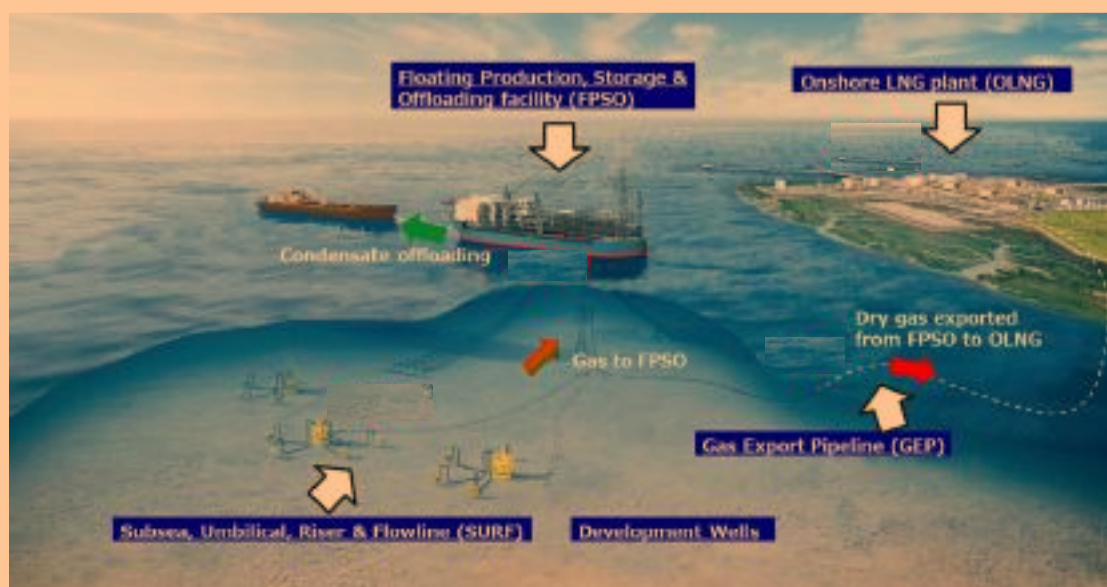 Floating Production, Storage &
Offloading facility (FPSO)
Onshore LNG plant (OLNG)
Condensate offloading
Dry gas exported
from FPSO to OLNG
Gas to FPSO
Gas Export Pipeline (GEP)
Subsea, Umbilical, Riser & Flowline (SURF)
Development Wells